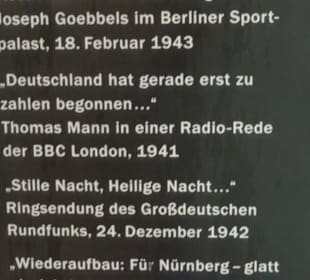 Joseph Goebbels im Berliner Sport-
palast, 18. Februar 1943
„Deutschland hat gerade erst zu
zahlen begonnen…“
Thomas Mann in einer Radio-Rede
der BBC London, 1941
„Stille Nacht, Heilige Nacht…“
Ringsendung des Großdeutschen
Rundfunks, 24. Dezember 1942
„Wiederaufbau: Für Nürnberg – glatt